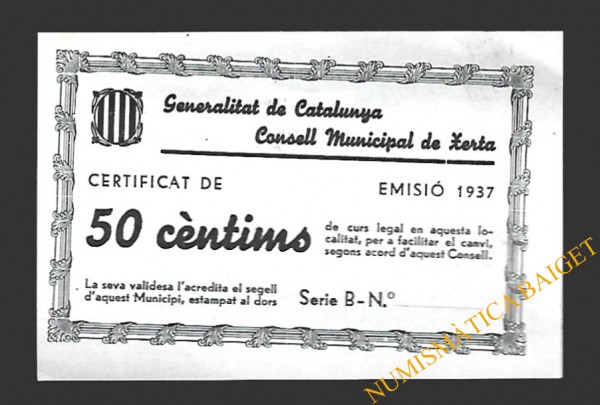 Generalitat de Catalunya
Consell Municipal de Xerta
CERTIFICAT DE
EMISIÓ 1937
50 cèntims
de curs legal en aquesta lo-
calitat, per a facilitar el canvi,
segons acord d'aquest Consell.
La seva validesa l'acredita el segell
d'aquest Municipi, estampat al dors
Serie B-N.º
NUMISMÀTICA BAIGET